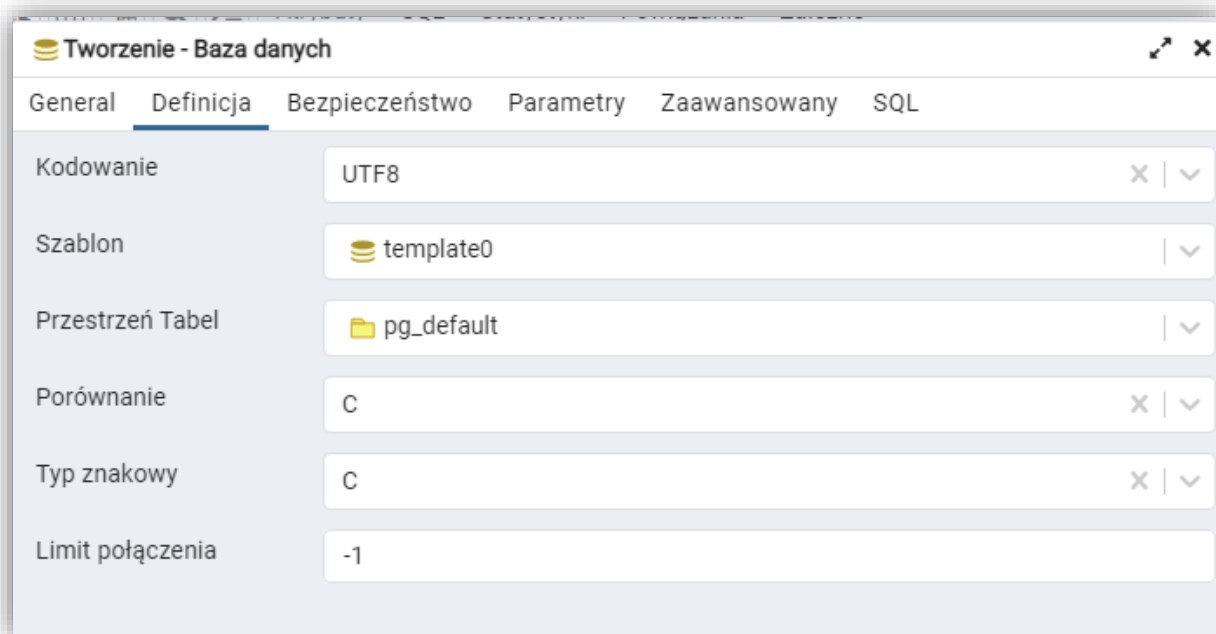 Tworzenie - Baza danych
General Definicja Bezpieczeństwo Parametry Zaawansowany SQL
Kodowanie UTF8
Szablon template0
Przestrzeń Tabel pg_default
Porównanie C
Typ znakowy C
Limit połączenia -1